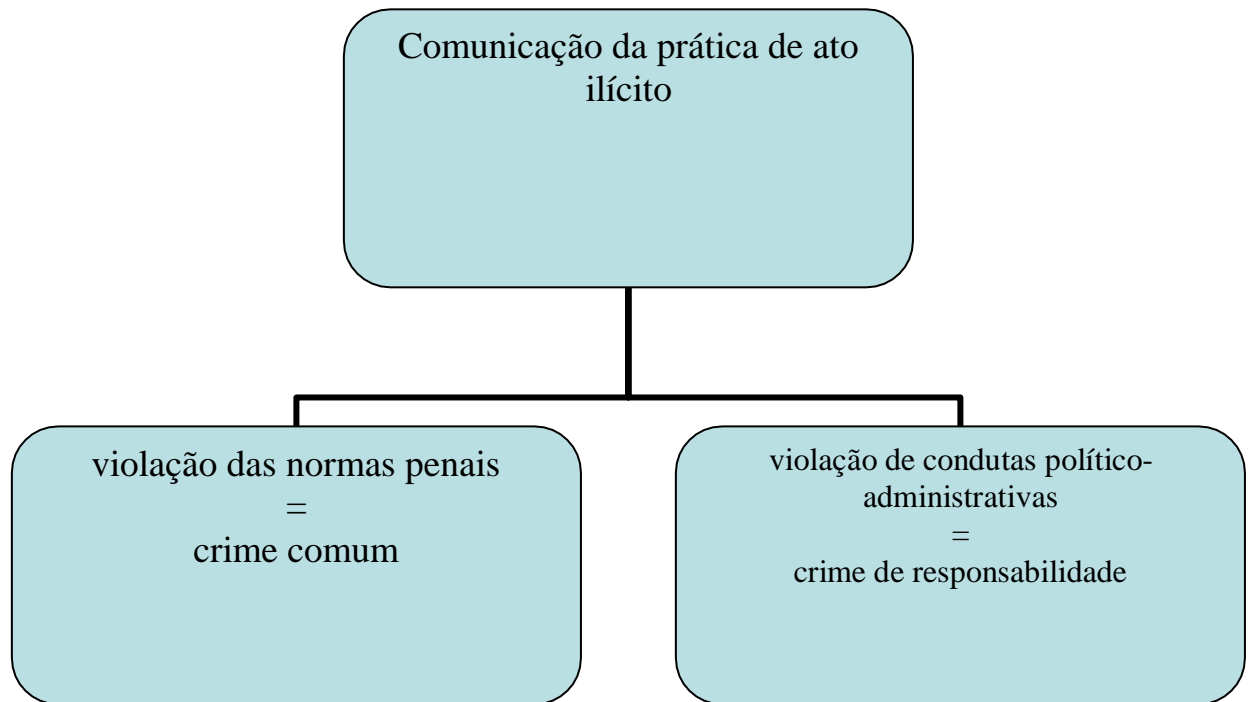 Comunicação da prática de ato
ilícito
violação das normas penais
=
crime comum
violação de condutas político-
administrativas
=
crime de responsabilidade